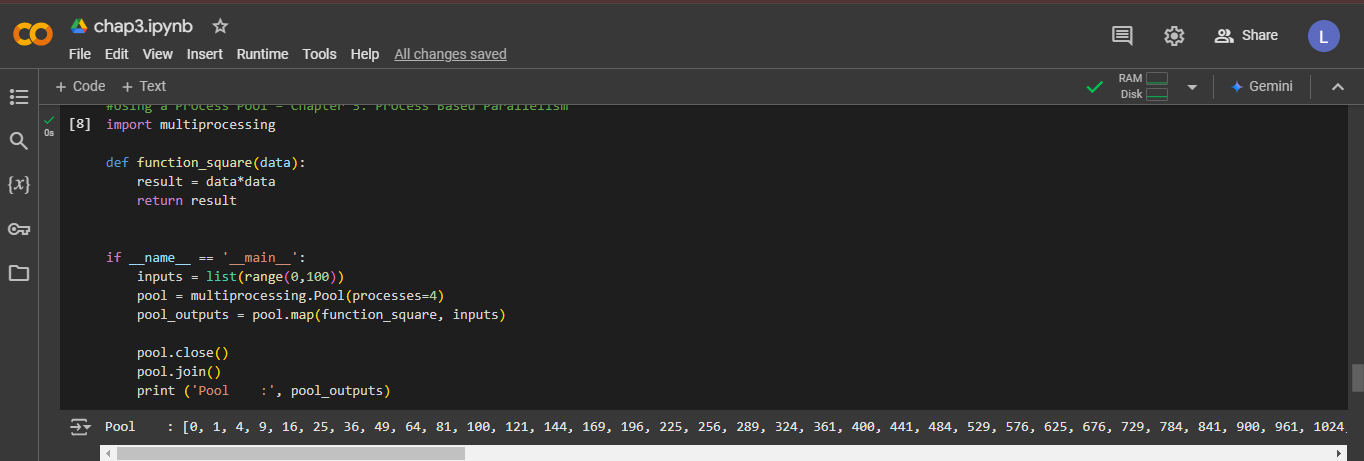 chap3.ipynb
File Edit View Insert Runtime Tools Help All changes saved
Share
L
+ Code + Text
RAM
Disk
Gemini
#Using a Process Pool – Chapter 3: Process Based Parallelism
0s
[8] import multiprocessing
{x}
def function_square(data):
    result = data*data
    return result
if __name__ == '__main__':
    inputs = list(range(0,100))
    pool = multiprocessing.Pool(processes=4)
    pool_outputs = pool.map(function_square, inputs)
    pool.close()
    pool.join()
    print ('Pool    :', pool_outputs)
Pool    : [0, 1, 4, 9, 16, 25, 36, 49, 64, 81, 100, 121, 144, 169, 196, 225, 256, 289, 324, 361, 400, 441, 484, 529, 576, 625, 676, 729, 784, 841, 900, 961, 1024,